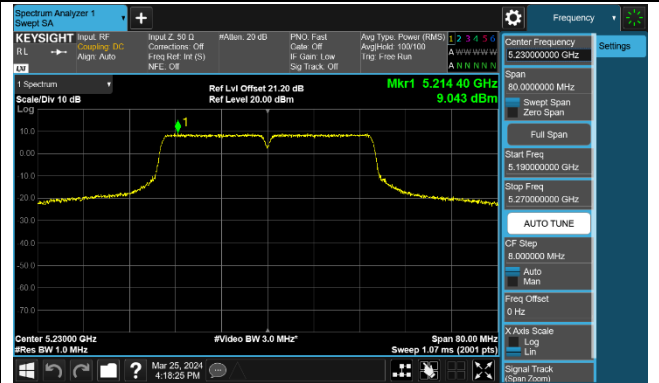 Spectrum Analyzer 1
Swept SA
+
Frequency
KEYSIGHT
RL
LXI
Input: RF
Coupling: DC
Align: Auto
Input Z: 50 Ω
Corrections: Off
Freq Ref: Int (S)
NFE: Off
#Atten: 20 dB
PNO: Fast
Gate: Off
IF Gain: Low
Sig Track: Off
Avg Type: Power (RMS)
Avg|Hold: 100/100
Trig: Free Run
1 2 3 4 5 6
A W W W W W
A N N N N N
Center Frequency
5.230000000 GHz
Settings
Span
80.0000000 MHz
Swept Span
Zero Span
Full Span
Start Freq
5.190000000 GHz
Stop Freq
5.270000000 GHz
AUTO TUNE
CF Step
8.000000 MHz
Auto
Man
Freq Offset
0 Hz
X Axis Scale
Log
Lin
Signal Track
(Span Zoom)
1 Spectrum
Scale/Div 10 dB
Log
Ref Lvl Offset 21.20 dB
Ref Level 20.00 dBm
Mkr1 5.214 40 GHz
9.043 dBm
1
10.0
0.00
-10.0
-20.0
-30.0
-40.0
-50.0
-60.0
-70.0
Center 5.23000 GHz
#Res BW 1.0 MHz
#Video BW 3.0 MHz*
Span 80.00 MHz
Sweep 1.07 ms (2001 pts)
?
Mar 25, 2024
4:18:25 PM